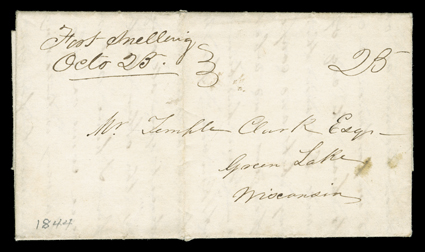 Fort Snelling
Octo 25. 25
Mr Temple Clark Esqr
Green Lake
Wisconsin
1844